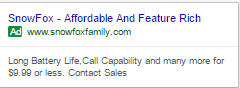 SnowFox - Affordable And Feature Rich
Ad www.snowfoxfamily.com
Long Battery Life,Call Capability and many more for
$9.99 or less. Contact Sales